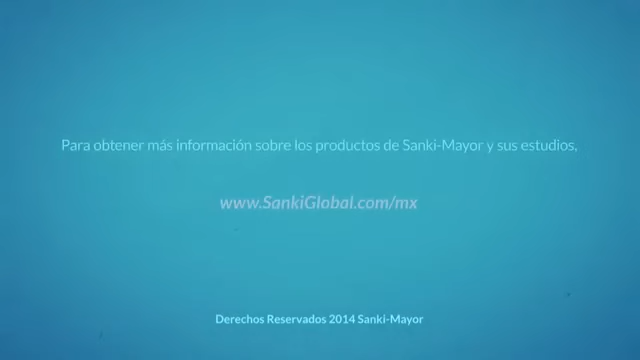 Para obtener más información sobre los productos de Sanki-Mayor y sus estudios,
www.SankiGlobal.com/mx
Derechos Reservados 2014 Sanki-Mayor